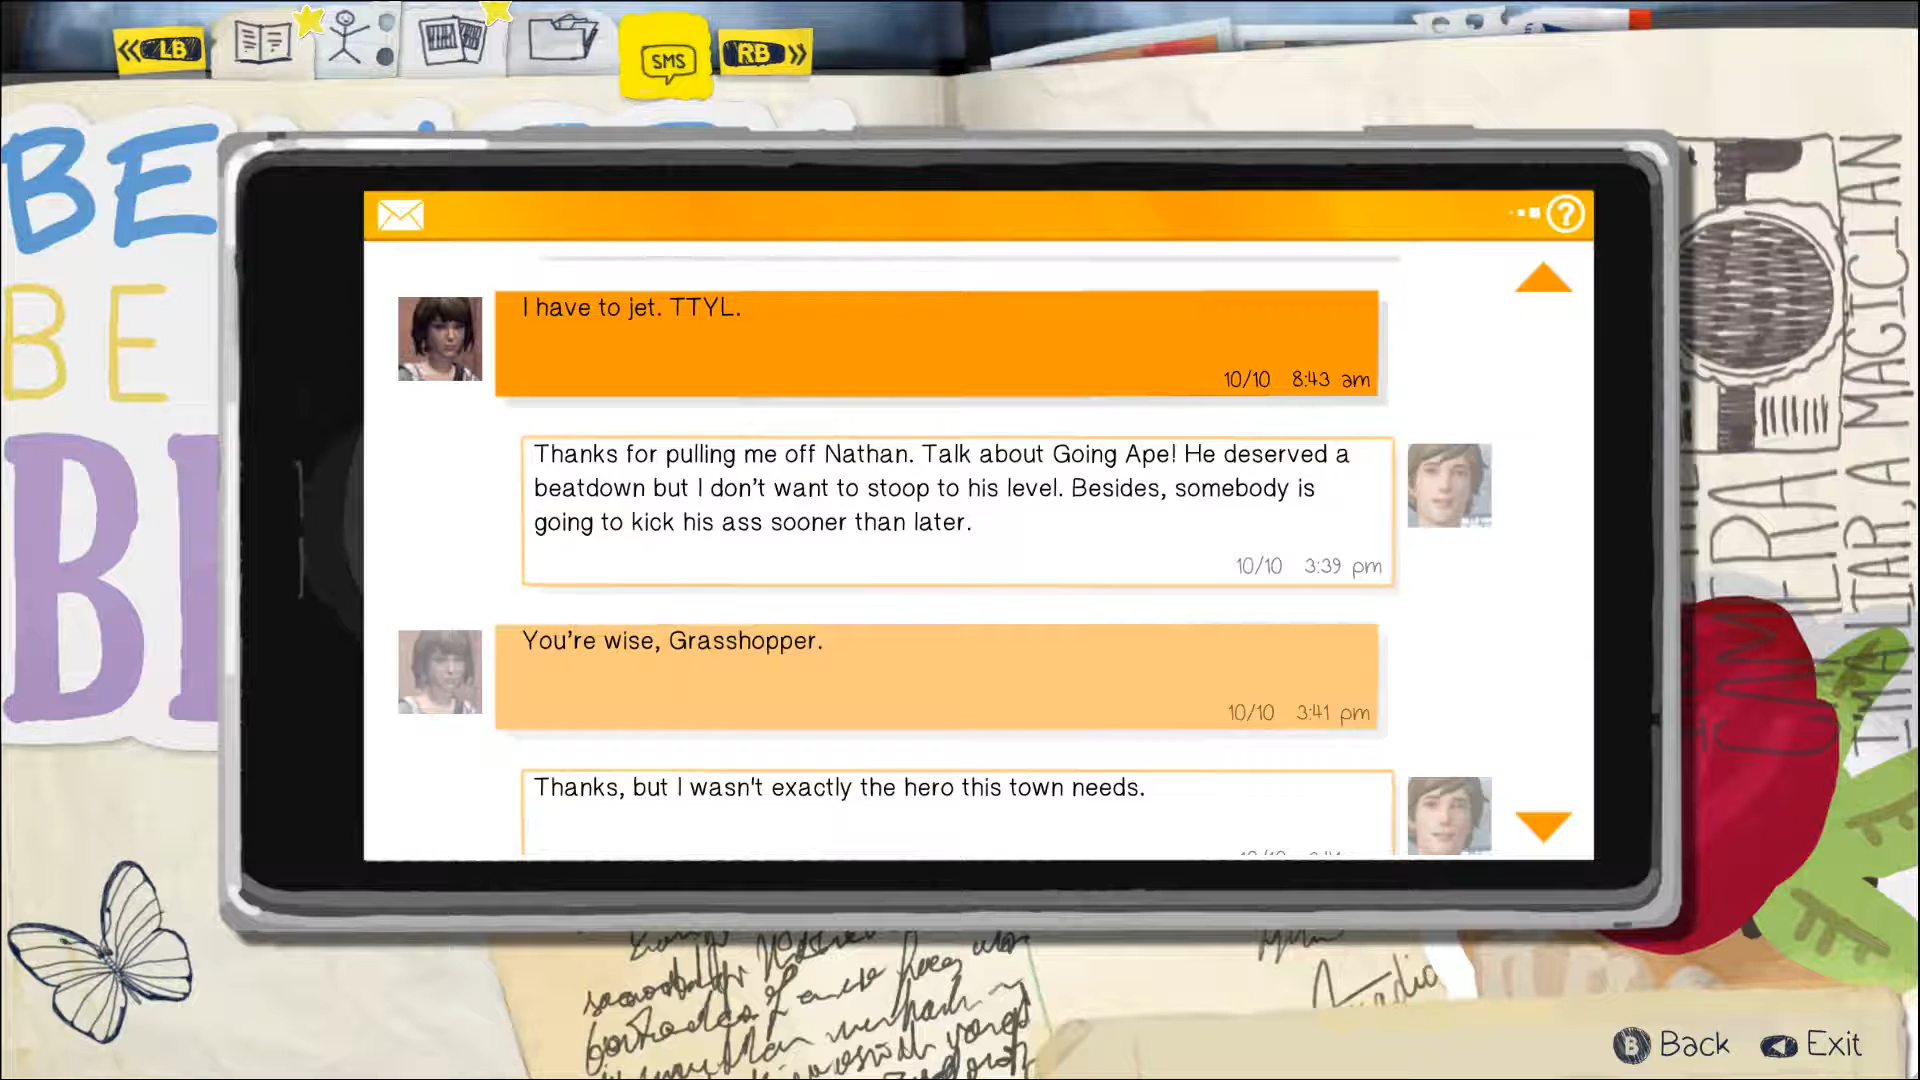 LB
SMS
RB
BE
BE
I have to jet. TTYL.
10/10 8:43 am
Thanks for pulling me off Nathan. Talk about Going Ape! He deserved a
beatdown but I don't want to stoop to his level. Besides, somebody is
going to kick his ass sooner than later.
10/10 3:39 pm
You're wise, Grasshopper.
10/10 3:41 pm
Thanks, but I wasn't exactly the hero this town needs.
LIAR, A MAGICIAN
B Back
Exit